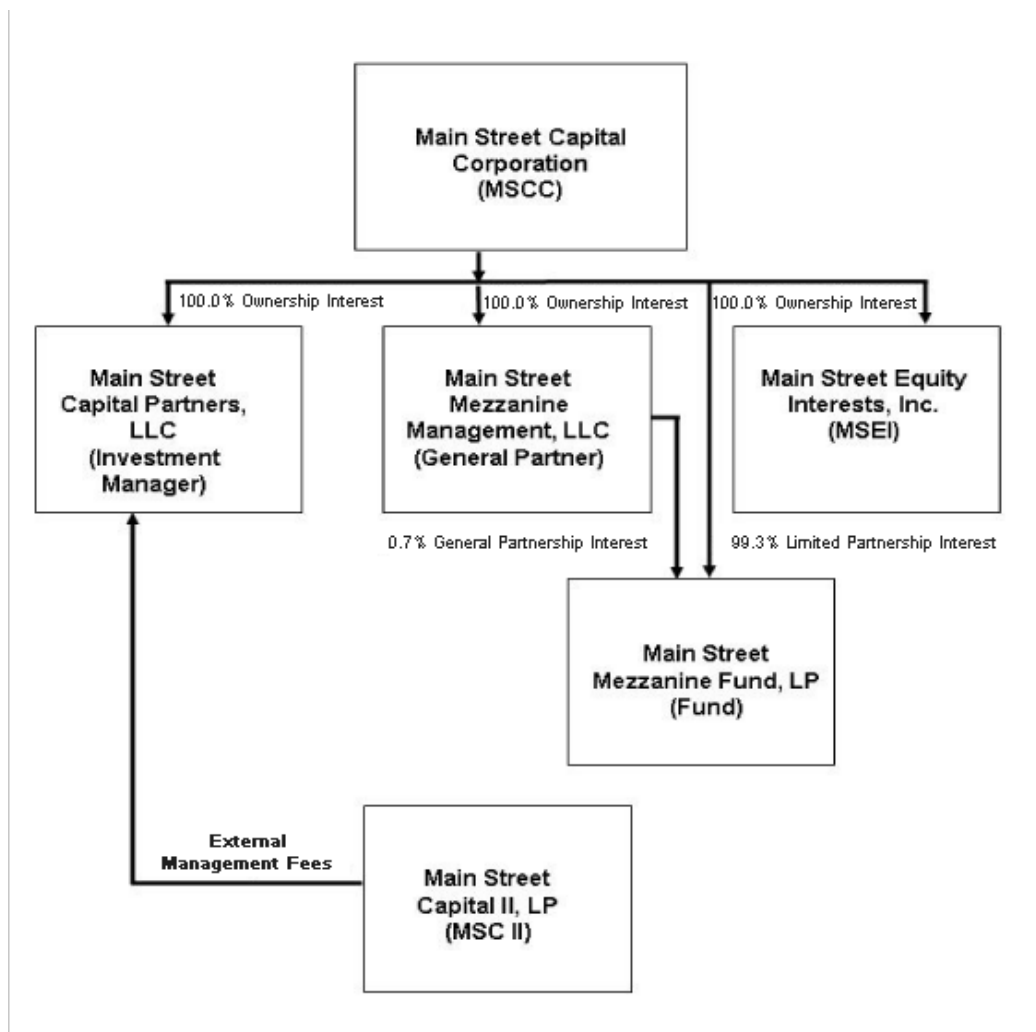 Main Street Capital
Corporation
(MSCC)
100.0% Ownership Interest
100.0% Ownership Interest
100.0% Ownership Interest
Main Street
Capital Partners,
LLC
(Investment
Manager)
Main Street
Mezzanine
Management, LLC
(General Partner)
Main Street Equity
Interests, Inc.
(MSEI)
0.7% General Partnership Interest
99.3% Limited Partnership Interest
Main Street
Mezzanine Fund, LP
(Fund)
External
Management Fees
Main Street
Capital II, LP
(MSC II)